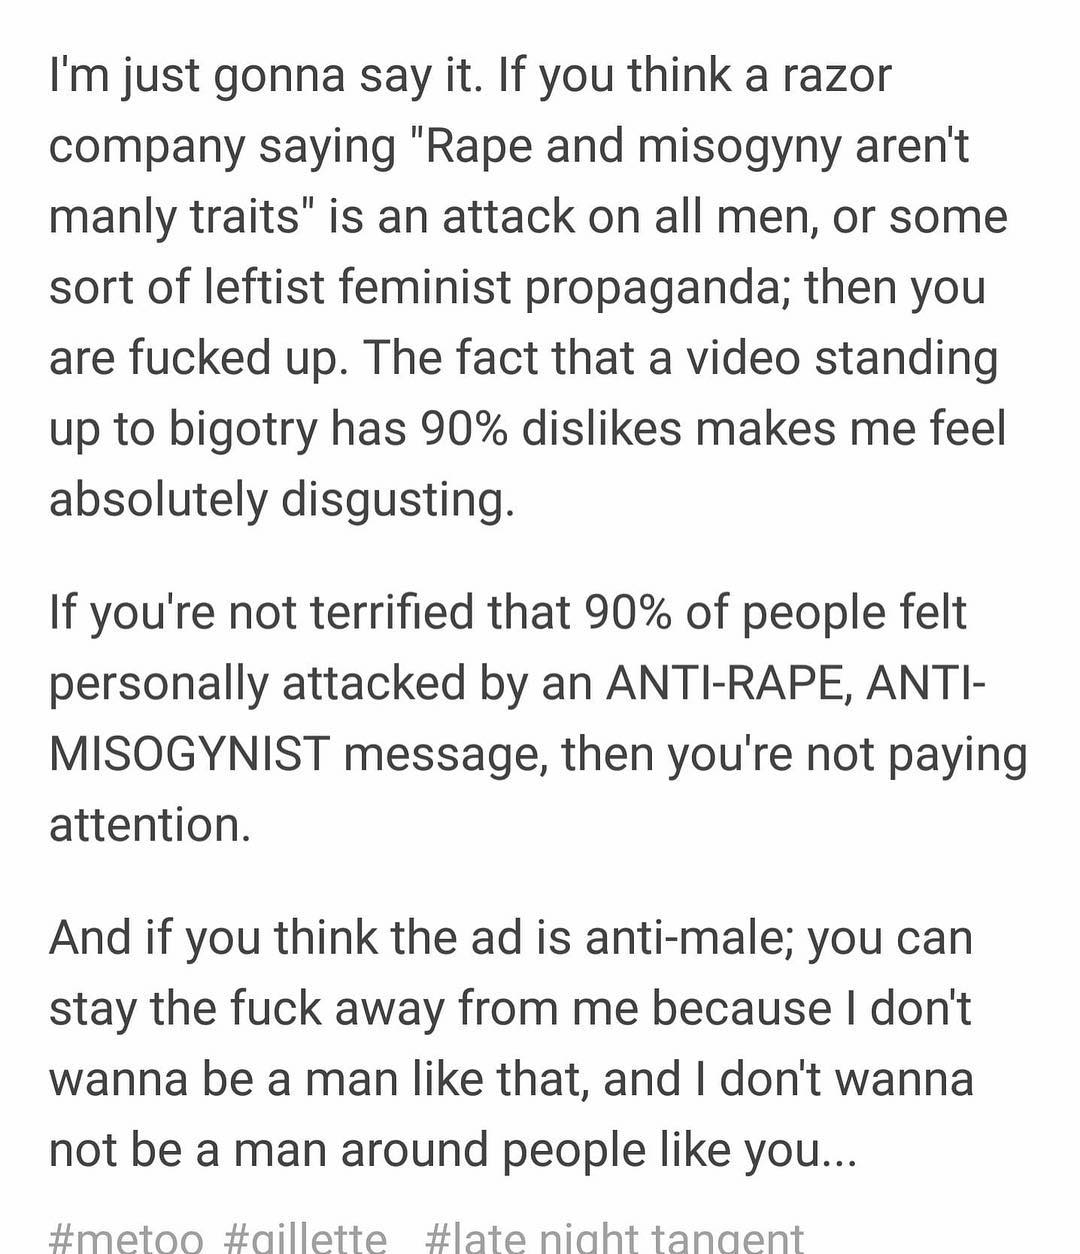 I'm just gonna say it. If you think a razor
company saying "Rape and misogyny aren't
manly traits" is an attack on all men, or some
sort of leftist feminist propaganda; then you
are fucked up. The fact that a video standing
up to bigotry has 90% dislikes makes me feel
absolutely disgusting.
If you're not terrified that 90% of people felt
personally attacked by an ANTI-RAPE, ANTI-
MISOGYNIST message, then you're not paying
attention.
And if you think the ad is anti-male; you can
stay the fuck away from me because I don't
wanna be a man like that, and I don't wanna
not be a man around people like you...
#metoo #gillette #late night tangent